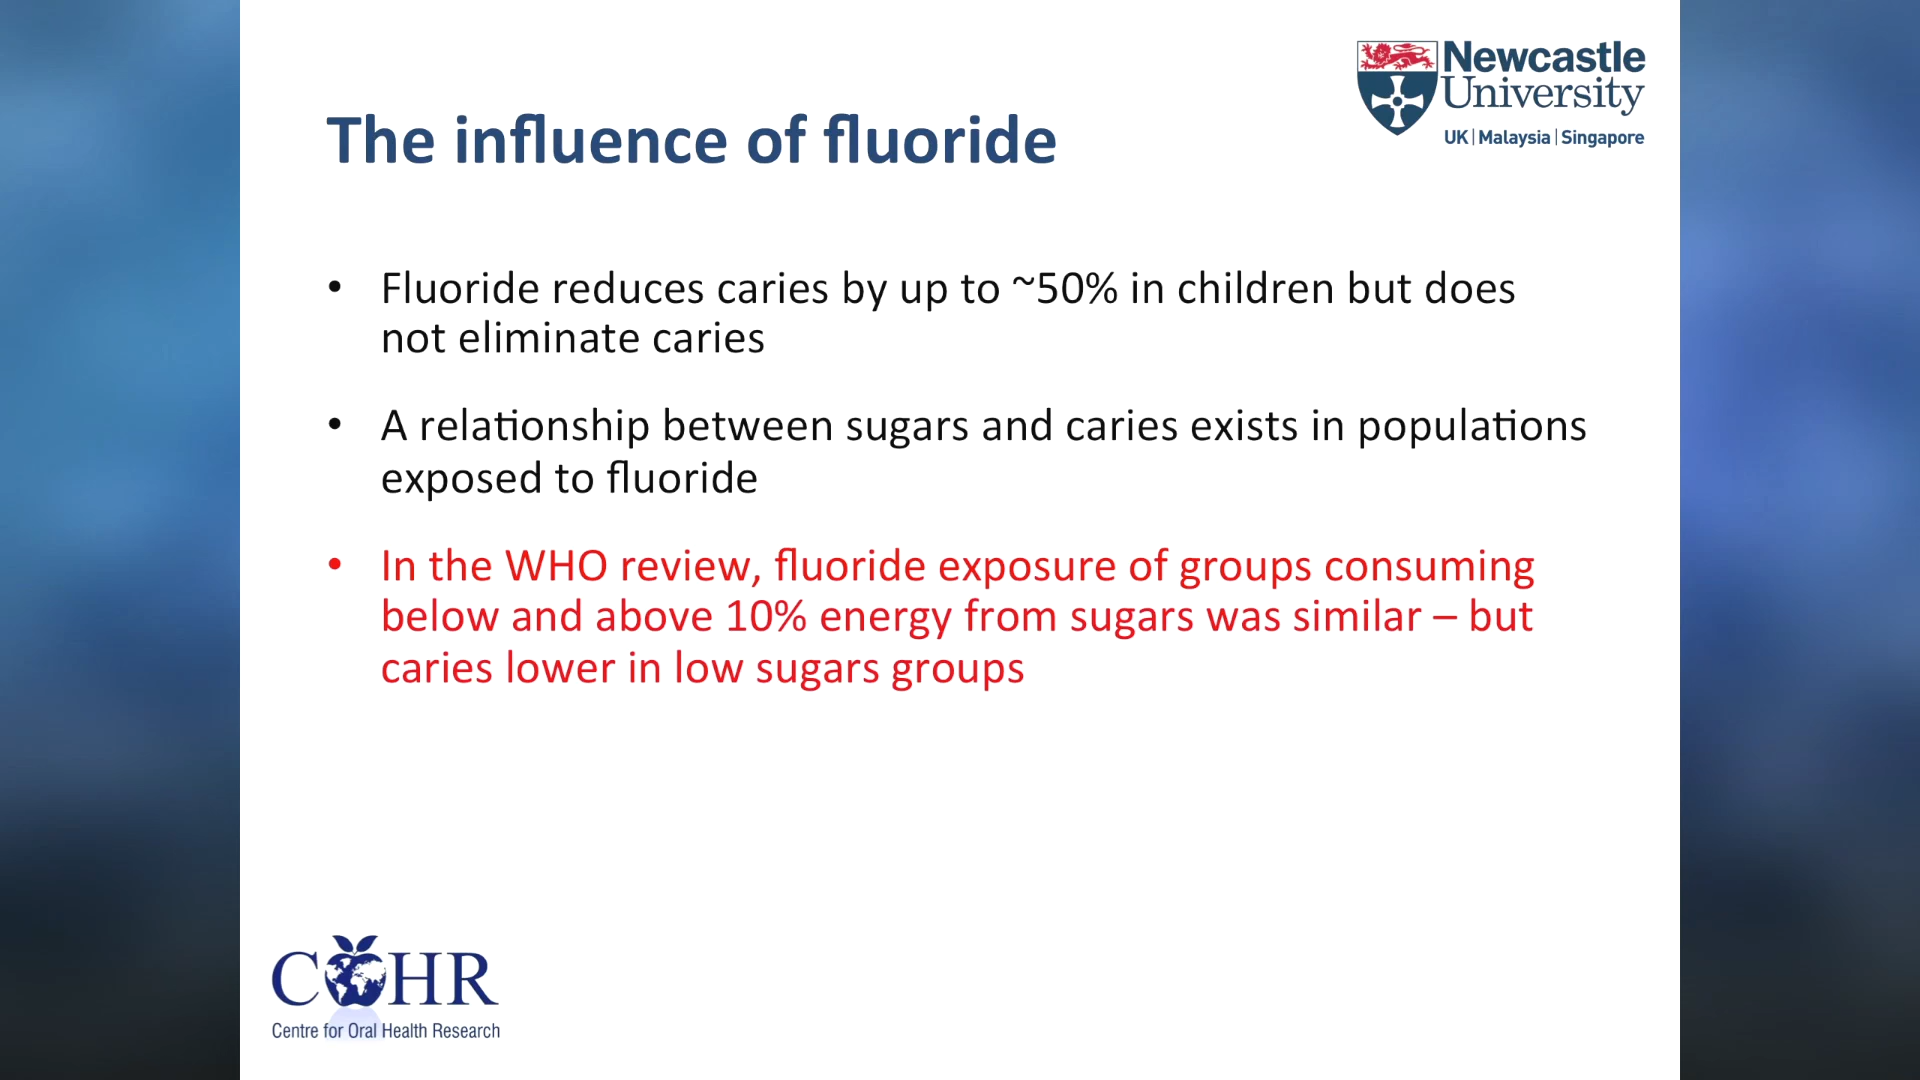 Newcastle
University
UK | Malaysia | Singapore
The influence of fluoride
• Fluoride reduces caries by up to ~50% in children but does
not eliminate caries
• A relationship between sugars and caries exists in populations
exposed to fluoride
• In the WHO review, fluoride exposure of groups consuming
below and above 10% energy from sugars was similar – but
caries lower in low sugars groups
COHR
Centre for Oral Health Research